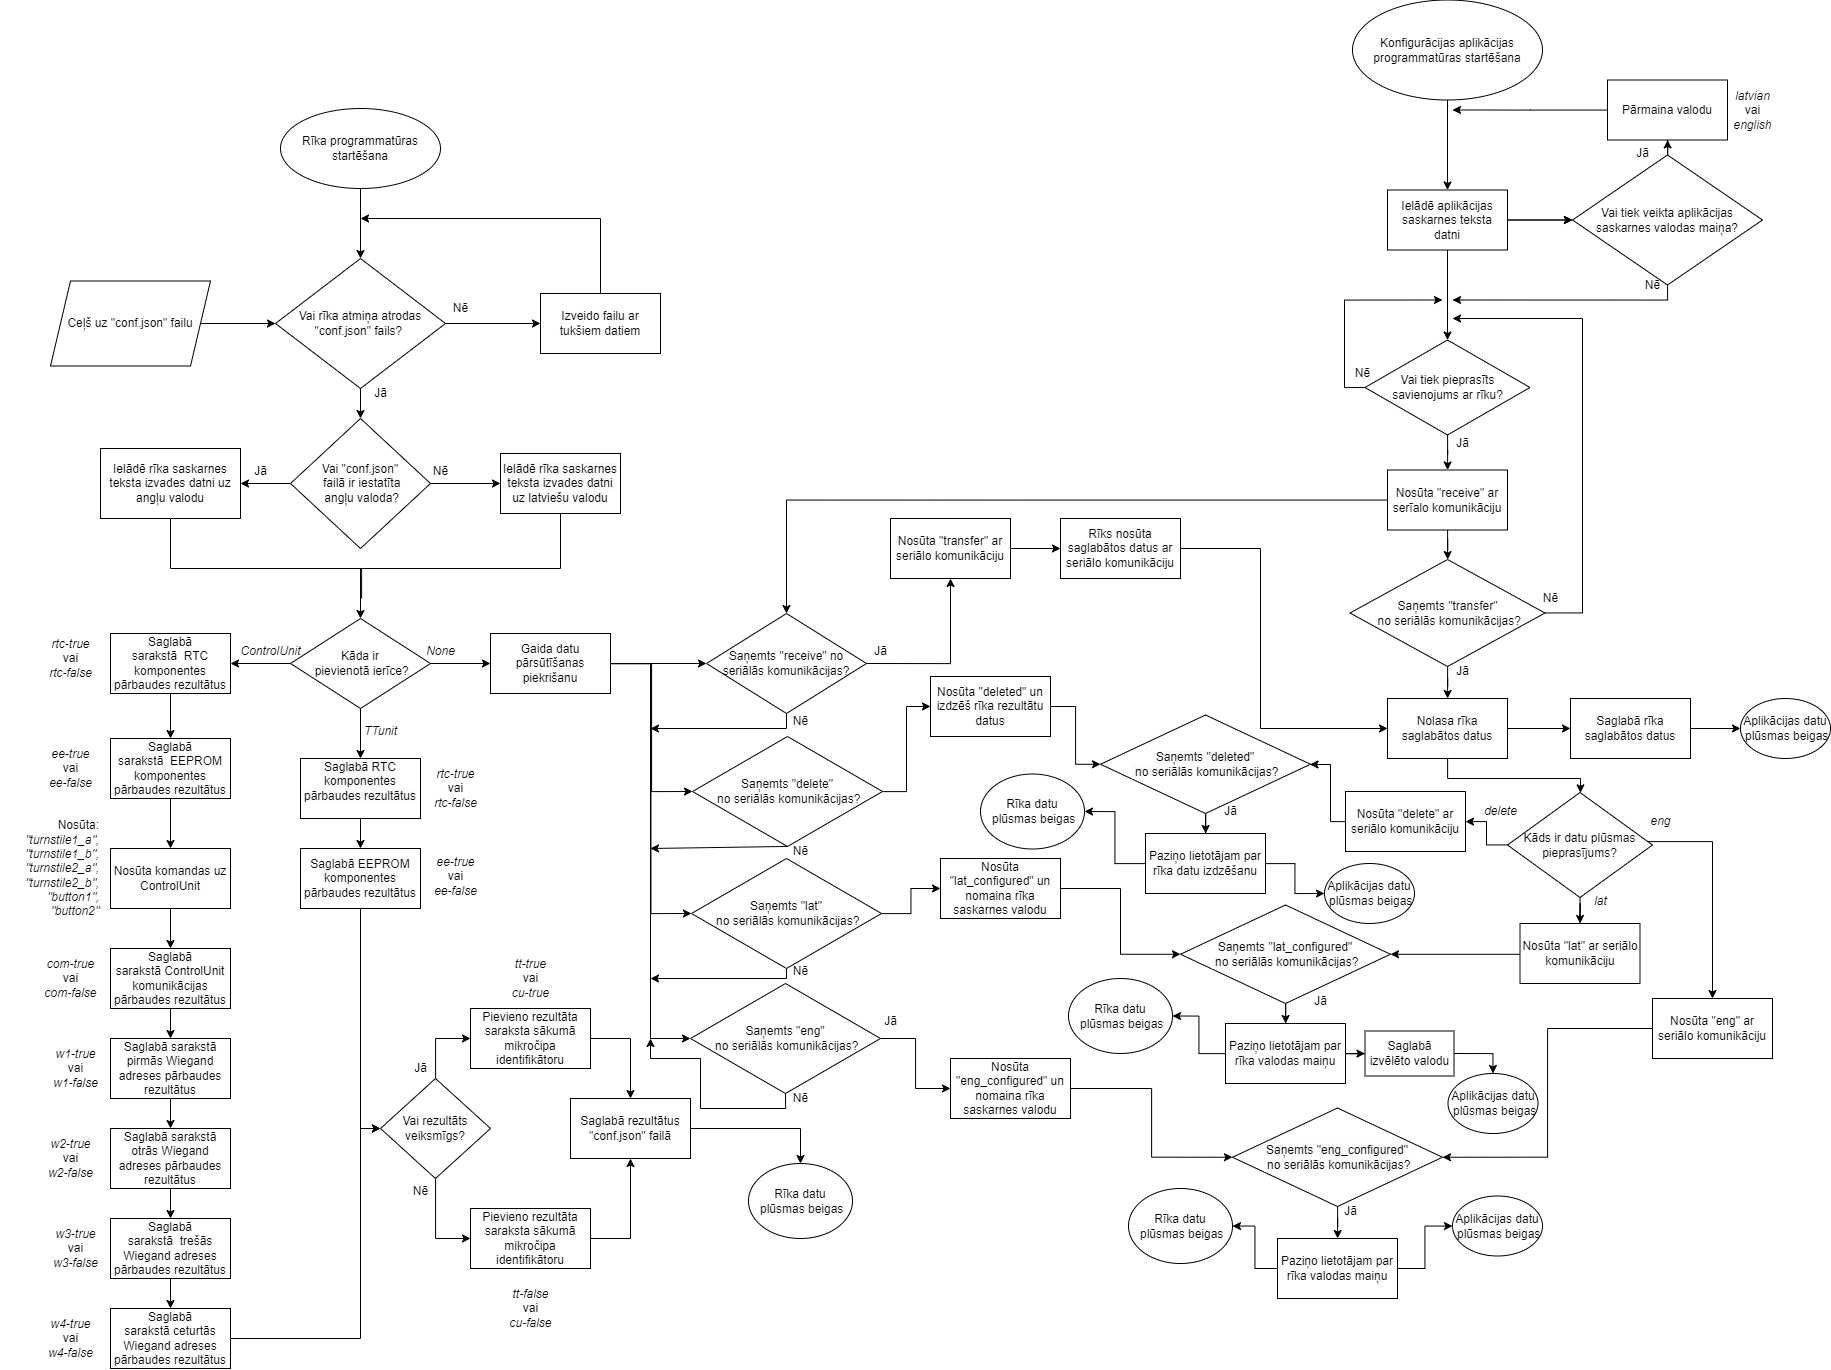 Konfigurācijas aplikācijas
programmatūras startēšana
Pārmaina valodu
latvian
vai
english
Jā
Ielādē aplikācijas
saskarnes teksta
datni
Vai tiek veikta aplikācijas
saskarnes valodas maiņa?
Nē
Vai tiek pieprasīts
savienojums ar rīku?
Nē
Jā
Nosūta "receive" ar
serīalo komunikāciju
Saņemts "transfer"
no seriālās komunikācijas?
Nē
Jā
Nolasa rīka
saglabātos datus
Saglabā rīka
saglabātos datus
Aplikācijas datu
plūsmas beigas
Rīka programmatūras
startēšana
Ceļš uz "conf.json" failu
Vai rīka atmiņa atrodas
"conf.json" fails?
Nē
Izveido failu ar
tukšiem datiem
Jā
Ielādē rīka saskarnes
teksta izvades datni uz
angļu valodu
Jā
Vai "conf.json"
failā ir iestatīta
angļu valoda?
Nē
Ielādē rīka saskarnes
teksta izvades datni
uz latviešu valodu
rtc-true
vai
rtc-false
Saglabā
sarakstā  RTC
komponentes
pārbaudes rezultātus
ControlUnit
Kāda ir
pievienotā ierīce?
None
Gaida datu
pārsūtīšanas
piekrišanu
TTunit
ee-true
vai
ee-false
Saglabā
sarakstā  EEPROM
komponentes
pārbaudes rezultātus
Saglabā RTC
komponentes
pārbaudes rezultātus
rtc-true
vai
rtc-false
Nosūta:
"turnstile1_a",
"turnstile1_b",
"turnstile2_a",
"turnstile2_b",
"button1",
"button2"
Nosūta komandas uz
ControlUnit
Saglabā EEPROM
komponentes
pārbaudes rezultātus
ee-true
vai
ee-false
com-true
vai
com-false
Saglabā
sarakstā ControlUnit
komunikācijas
pārbaudes rezultātus
w1-true
vai
w1-false
Saglabā sarakstā
pirmās Wiegand
adreses pārbaudes
rezultātus
w2-true
vai
w2-false
Saglabā sarakstā
otrās Wiegand
adreses pārbaudes
rezultātus
w3-true
vai
w3-false
Saglabā
sarakstā  trešās
Wiegand adreses
pārbaudes rezultātus
w4-true
vai
w4-false
Saglabā
sarakstā ceturtās
Wiegand adreses
pārbaudes rezultātus
Vai rezultāts
veiksmīgs?
Jā
tt-true
vai
cu-true
Pievieno rezultāta
saraksta sākumā
mikročipa
identifikātoru
Nē
Pievieno rezultāta
saraksta sākumā
mikročipa
identifikātoru
tt-false
vai
cu-false
Saglabā rezultātus
"conf.json" failā
Rīka datu
plūsmas beigas
Saņemts "receive" no
seriālās komunikācijas?
Jā
Nē
Nosūta "transfer" ar
seriālo komunikāciju
Rīks nosūta
saglabātos datus ar
seriālo komunikāciju
Saņemts "delete"
no seriālās komunikācijas?
Nē
Nosūta "deleted" un
izdzēš rīka rezultātu
datus
Saņemts "deleted"
no seriālās komunikācijas?
Jā
Rīka datu
plūsmas beigas
Paziņo lietotājam par
rīka datu izdzēšanu
Aplikācijas datu
plūsmas beigas
Nosūta "delete" ar
seriālo komunikāciju
delete
Kāds ir datu plūsmas
pieprasījums?
eng
lat
Saņemts "lat"
no seriālās komunikācijas?
Nē
Nosūta
"lat_configured" un
nomaina rīka
saskarnes valodu
Saņemts "lat_configured"
no seriālās komunikācijas?
Nosūta "lat" ar seriālo
komunikāciju
Jā
Rīka datu
plūsmas beigas
Paziņo lietotājam par
rīka valodas maiņu
Saglabā
izvēlēto valodu
Aplikācijas datu
plūsmas beigas
Nosūta "eng" ar
seriālo komunikāciju
Saņemts "eng"
no seriālās komunikācijas?
Jā
Nē
Nosūta
"eng_configured" un
nomaina rīka
saskarnes valodu
Saņemts "eng_configured"
no seriālās komunikācijas?
Jā
Rīka datu
plūsmas beigas
Paziņo lietotājam par
rīka valodas maiņu
Aplikācijas datu
plūsmas beigas